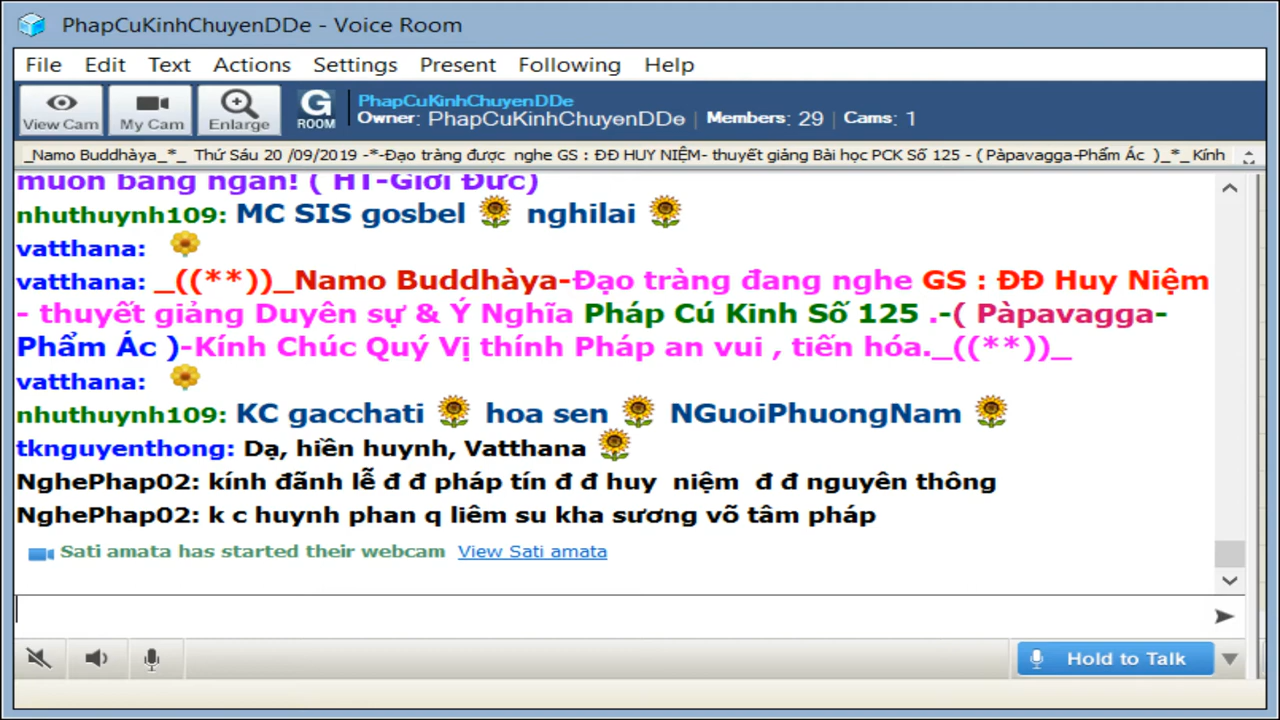 PhapCuKinhChuyenDDe - Voice Room
File Edit Text Actions Settings Present Following Help
View Cam My Cam Enlarge G ROOM
PhapCuKinhChuyenDDe
Owner: PhapCuKinhChuyenDDe | Members: 29 | Cams: 1
_Namo Buddhàya_*_ Thứ Sáu 20 /09/2019 -*-Đạo tràng được nghe GS : ĐĐ HUY NIỆM- thuyết giảng Bài học PCK Số 125 - ( Pàpavagga-Phẩm Ác )_*_ Kính
muôn bằng ngàn! ( HT-Giới Đức)
nhuthuynh109: MC SIS gosbel nghilai
vatthana:
vatthana: _((**))_Namo Buddhàya-Đạo tràng đang nghe GS : ĐĐ Huy Niệm
- thuyết giảng Duyên sự & Ý Nghĩa Pháp Cú Kinh Số 125 .-( Pàpavagga-
Phẩm Ác )-Kính Chúc Quý Vị thính Pháp an vui , tiến hóa._((**))_
vatthana:
nhuthuynh109: KC gacchati hoa sen NGuoiPhuongNam
tknguyenthong: Dạ, hiền huynh, Vatthana
NghePhap02: kính đãnh lễ đ đ pháp tín đ đ huy niệm đ đ nguyên thông
NghePhap02: k c huynh phan q liêm su kha sương võ tâm pháp
Sati amata has started their webcam View Sati amata
Hold to Talk